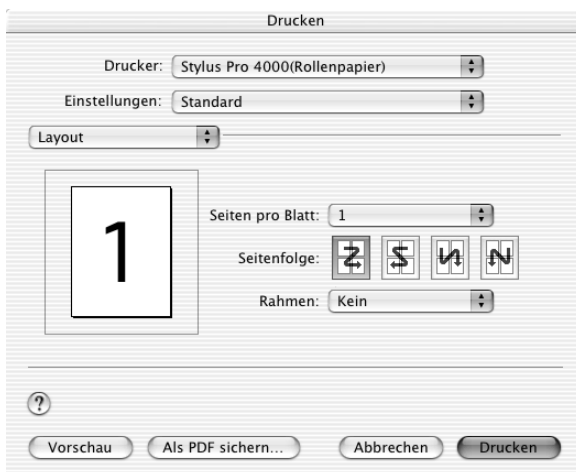 Drucken
Drucker: Stylus Pro 4000(Rollenpapier)
Einstellungen: Standard
Layout
1
Seiten pro Blatt: 1
Seitenfolge:
Rahmen: Kein
?
Vorschau Als PDF sichern... Abbrechen Drucken